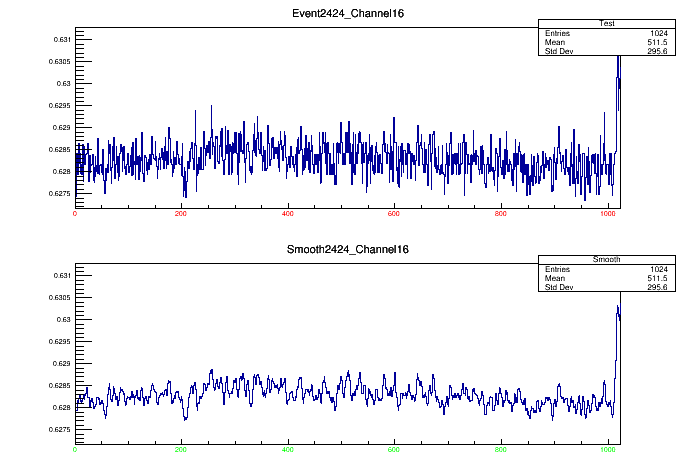 Event2424_Channel16
Test
Entries 1024
Mean 511.5
Std Dev 295.6
0.631
0.6305
0.63
0.6295
0.629
0.6285
0.628
0.6275
0 200 400 600 800 1000
Smooth2424_Channel16
Smooth
Entries 1024
Mean 511.5
Std Dev 295.6
0.631
0.6305
0.63
0.6295
0.629
0.6285
0.628
0.6275
0 200 400 600 800 1000